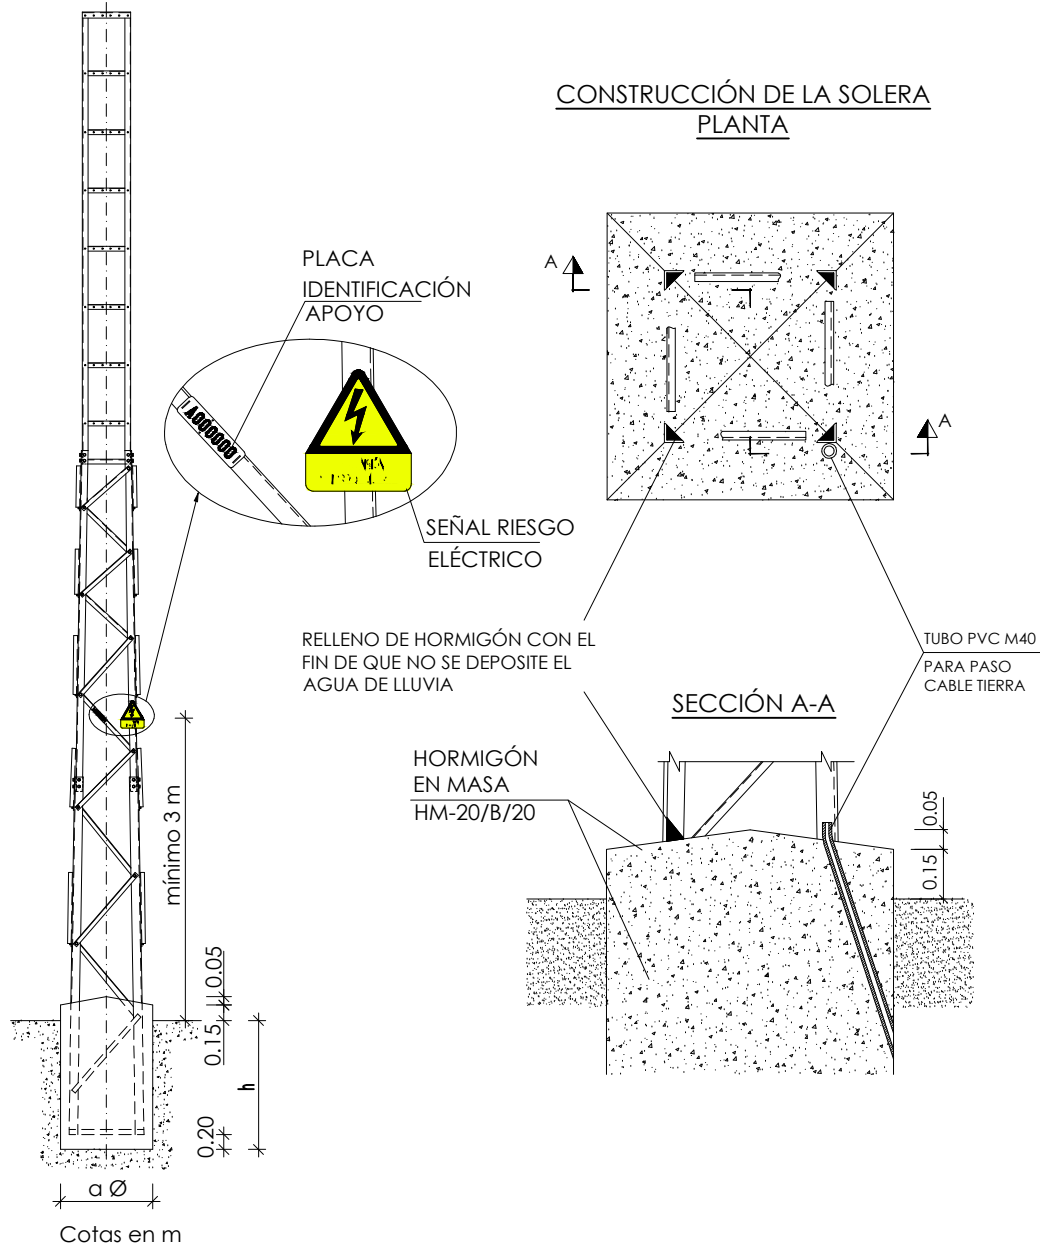 CONSTRUCCIÓN DE LA SOLERA
PLANTA
PLACA
IDENTIFICACIÓN
APOYO
A000000
SEÑAL RIESGO
ELÉCTRICO
A
A
RELLENO DE HORMIGÓN CON EL
FIN DE QUE NO SE DEPOSITE EL
AGUA DE LLUVIA
TUBO PVC M40
PARA PASO
CABLE TIERRA
SECCIÓN A-A
HORMIGÓN
EN MASA
HM-20/B/20
0.05
0.15
mínimo 3 m
0.05
0.15
h
0.20
a Ø
Cotas en m